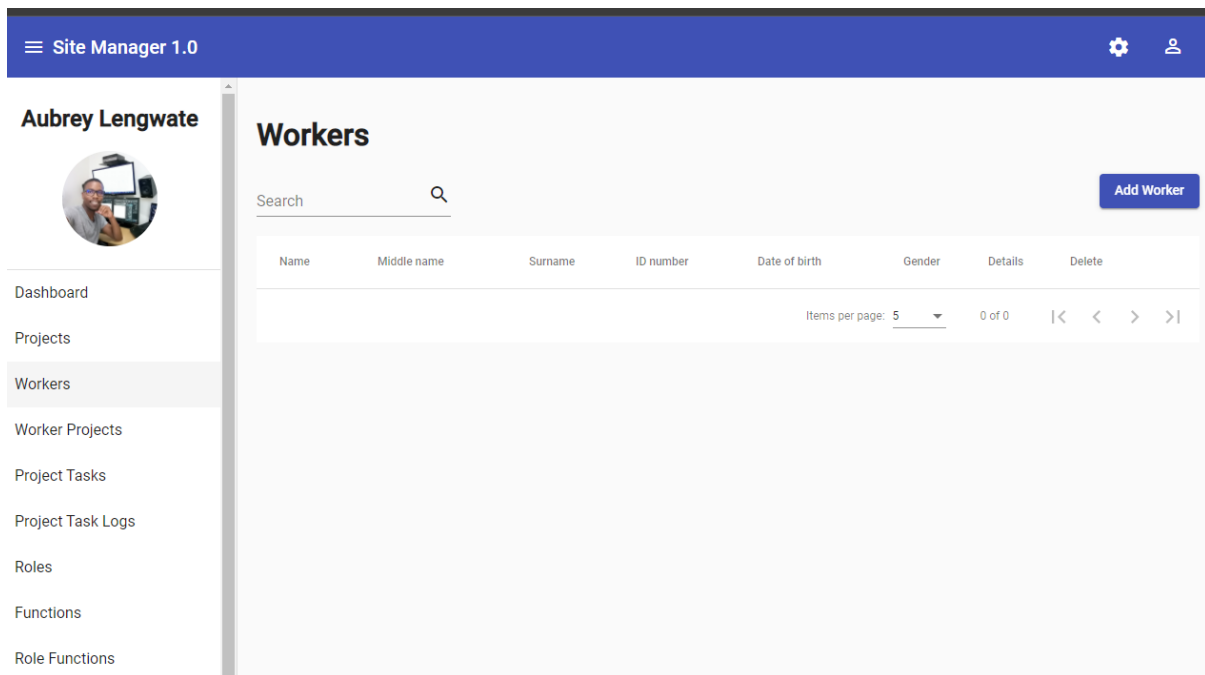 Site Manager 1.0
Aubrey Lengwate
Dashboard
Projects
Workers
Worker Projects
Project Tasks
Project Task Logs
Roles
Functions
Role Functions
Workers
Search
Add Worker
Name Middle name Surname ID number Date of birth Gender Details Delete
Items per page: 5 0 of 0